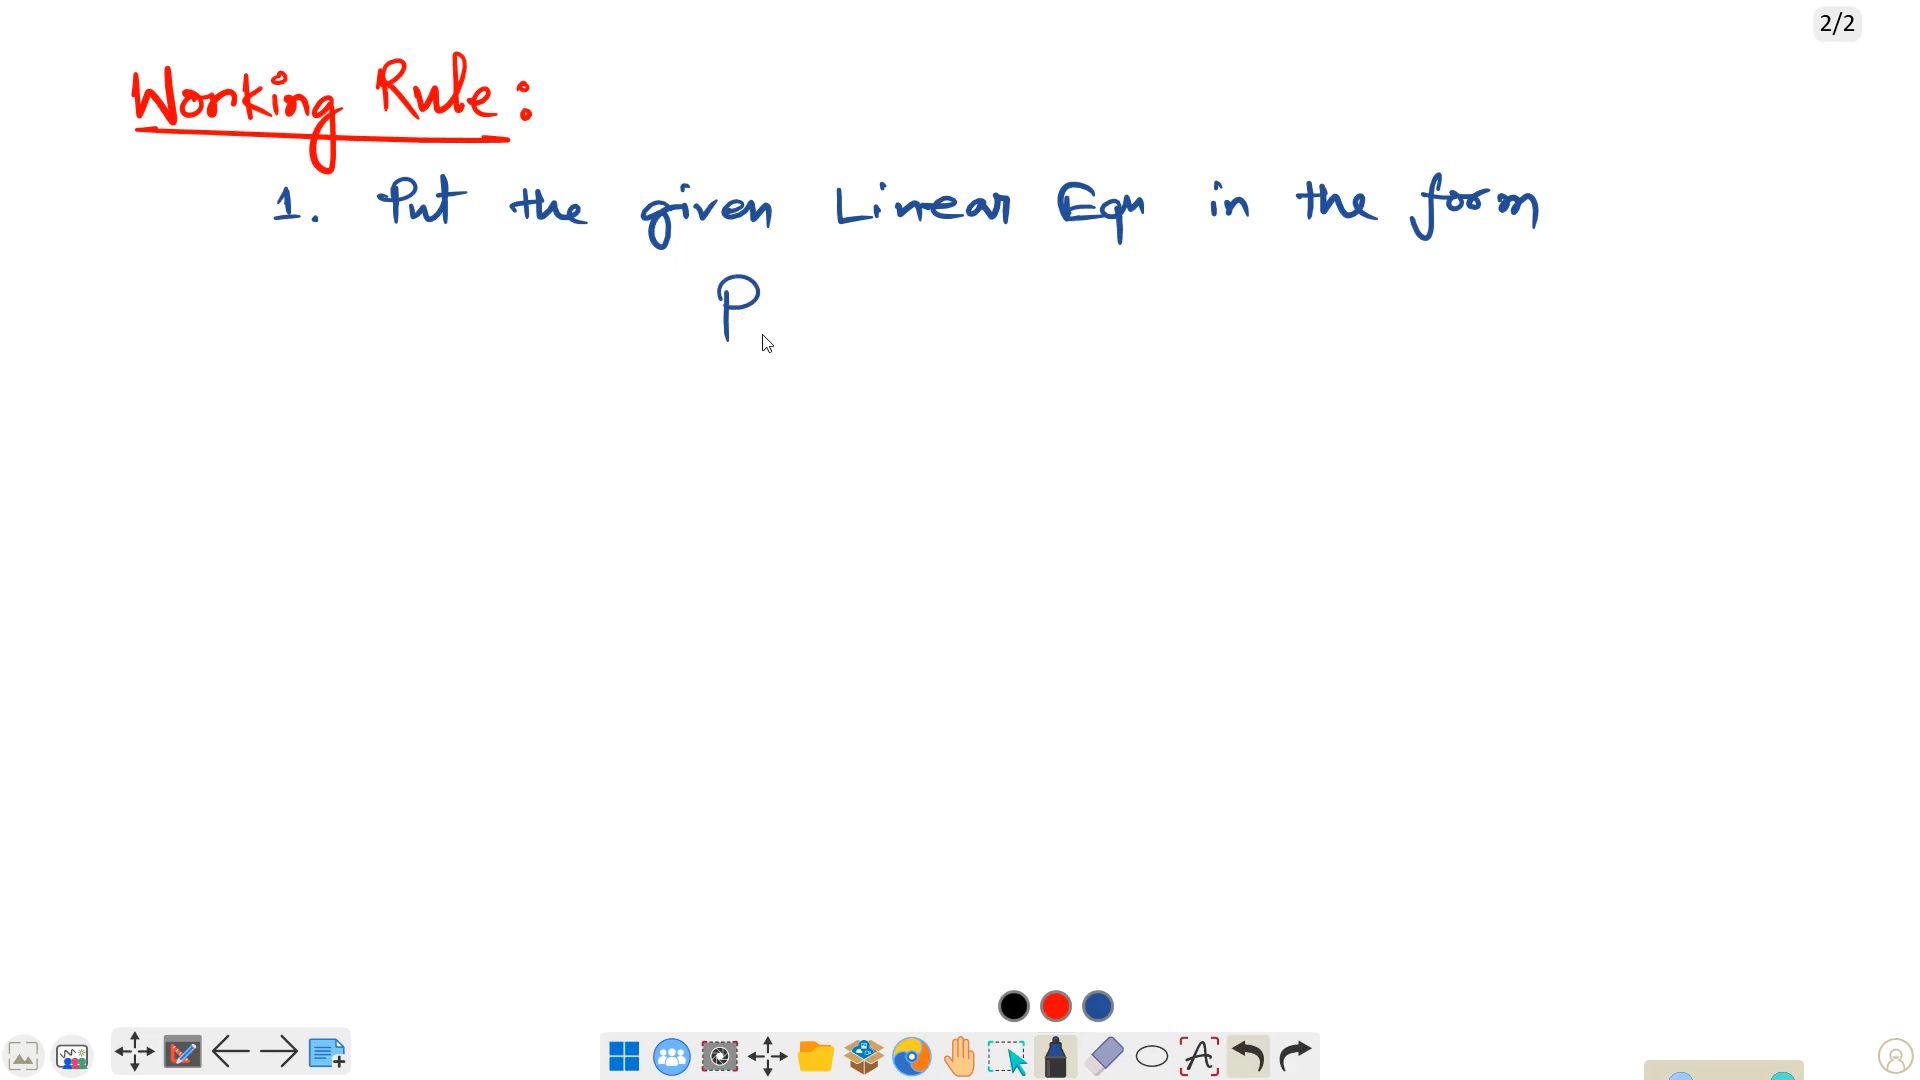 2/2
Working Rule:
1. Put the given Linear Eqn in the form
P